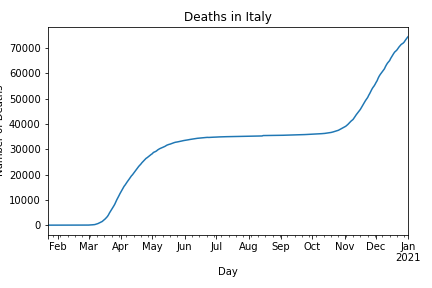 Deaths in Italy
Number of Deaths
70000
60000
50000
40000
30000
20000
10000
0
Feb Mar Apr May Jun Jul Aug Sep Oct Nov Dec Jan
2021
Day